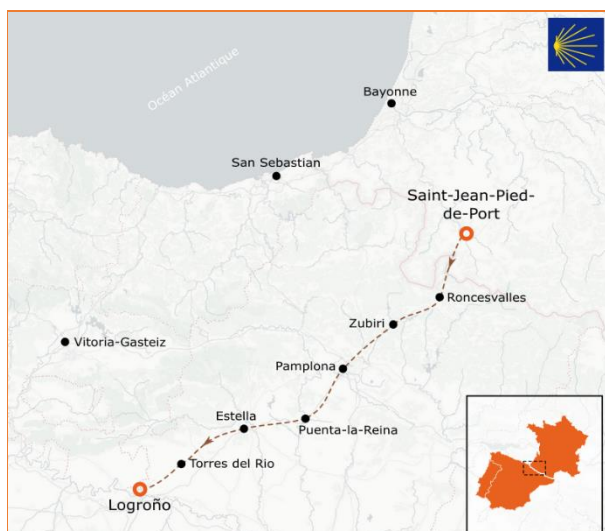 Océan Atlantique
Bayonne
San Sebastian
Saint-Jean-Pied-
de-Port
Roncesvalles
Zubiri
Vitoria-Gasteiz
Pamplona
Estella
Puenta-la-Reina
Torres del Rio
Logroño